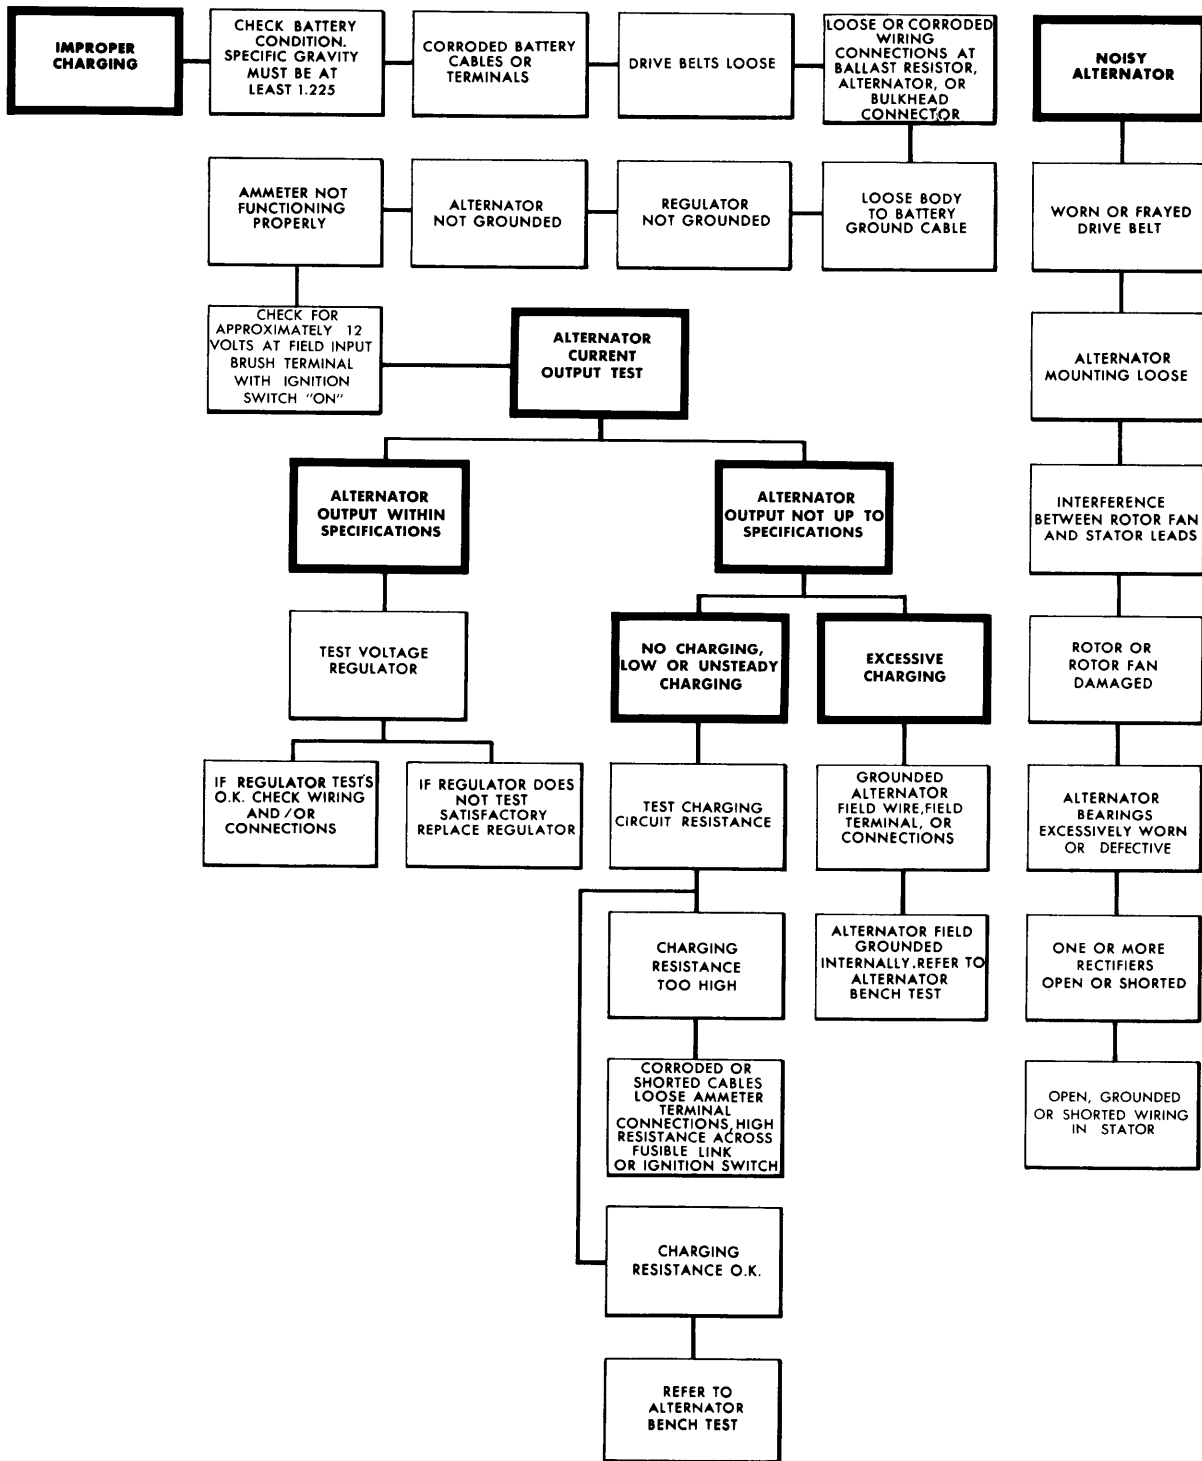 IMPROPER
CHARGING
CHECK BATTERY
CONDITION.
SPECIFIC GRAVITY
MUST BE AT
LEAST 1.225
CORRODED BATTERY
CABLES OR
TERMINALS
DRIVE BELTS LOOSE
LOOSE OR CORRODED
WIRING
CONNECTIONS AT
BALLAST RESISTOR,
ALTERNATOR, OR
BULKHEAD
CONNECTOR
LOOSE BODY
TO BATTERY
GROUND CABLE
REGULATOR
NOT GROUNDED
ALTERNATOR
NOT GROUNDED
AMMETER NOT
FUNCTIONING
PROPERLY
CHECK FOR
APPROXIMATELY 12
VOLTS AT FIELD INPUT
BRUSH TERMINAL
WITH IGNITION
SWITCH "ON"
ALTERNATOR
CURRENT
OUTPUT TEST
ALTERNATOR
OUTPUT WITHIN
SPECIFICATIONS
TEST VOLTAGE
REGULATOR
IF REGULATOR TEST'S
O.K. CHECK WIRING
AND/OR
CONNECTIONS
IF REGULATOR DOES
NOT TEST
SATISFACTORY
REPLACE REGULATOR
ALTERNATOR
OUTPUT NOT UP TO
SPECIFICATIONS
NO CHARGING,
LOW OR UNSTEADY
CHARGING
TEST CHARGING
CIRCUIT RESISTANCE
CHARGING
RESISTANCE
TOO HIGH
CORRODED OR
SHORTED CABLES
LOOSE AMMETER
TERMINAL
CONNECTIONS, HIGH
RESISTANCE ACROSS
FUSIBLE LINK
OR IGNITION SWITCH
CHARGING
RESISTANCE O.K.
REFER TO
ALTERNATOR
BENCH TEST
EXCESSIVE
CHARGING
GROUNDED
ALTERNATOR
FIELD WIRE, FIELD
TERMINAL, OR
CONNECTIONS
ALTERNATOR FIELD
GROUNDED
INTERNALLY. REFER TO
ALTERNATOR
BENCH TEST
NOISY
ALTERNATOR
WORN OR FRAYED
DRIVE BELT
ALTERNATOR
MOUNTING LOOSE
INTERFERENCE
BETWEEN ROTOR FAN
AND STATOR LEADS
ROTOR OR
ROTOR FAN
DAMAGED
ALTERNATOR
BEARINGS
EXCESSIVELY WORN
OR DEFECTIVE
ONE OR MORE
RECTIFIERS
OPEN OR SHORTED
OPEN, GROUNDED
OR SHORTED WIRING
IN STATOR